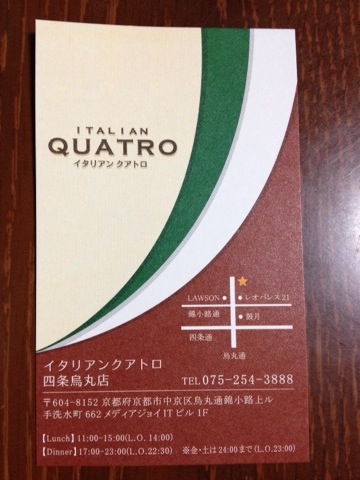 ITALIAN
QUATRO
イタリアン クアトロ
LAWSON
レオパレス21
錦小路通
鼓月
四条通
烏丸通
イタリアンクアトロ
四条烏丸店
TEL 075-254-3888
〒604-8152 京都府京都市中京区烏丸通錦小路上ル
手洗水町 662 メディアジョイITビル 1F
【Lunch】11:00-15:00(L.O. 14:00)
【Dinner】17:00-23:00(L.O.22:30) ※金・土は24:00まで(L.O.23:00)